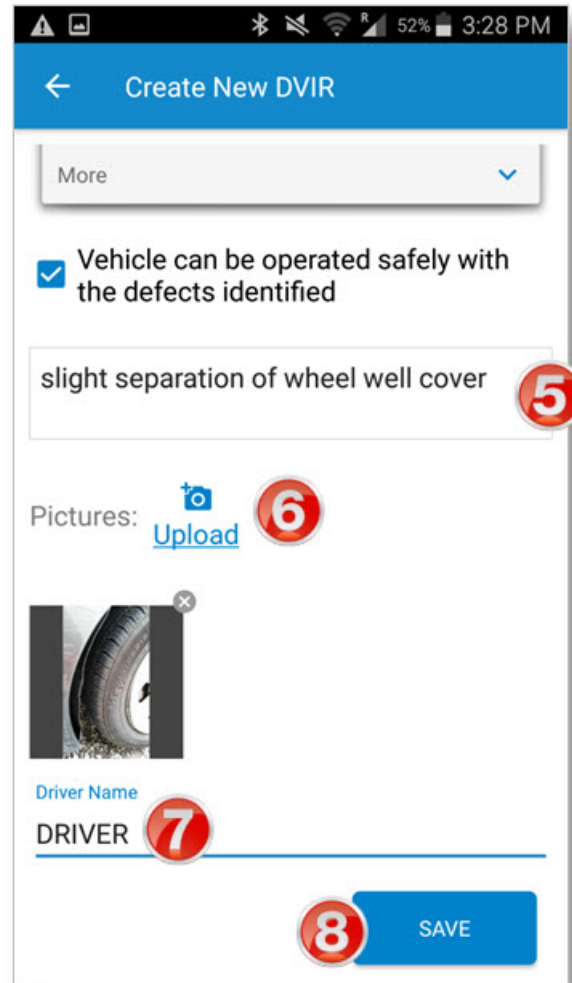 R 52% 3:28 PM
Create New DVIR
More
Vehicle can be operated safely with
the defects identified
slight separation of wheel well cover
5
Pictures:
Upload
6
Driver Name
DRIVER
7
8
SAVE